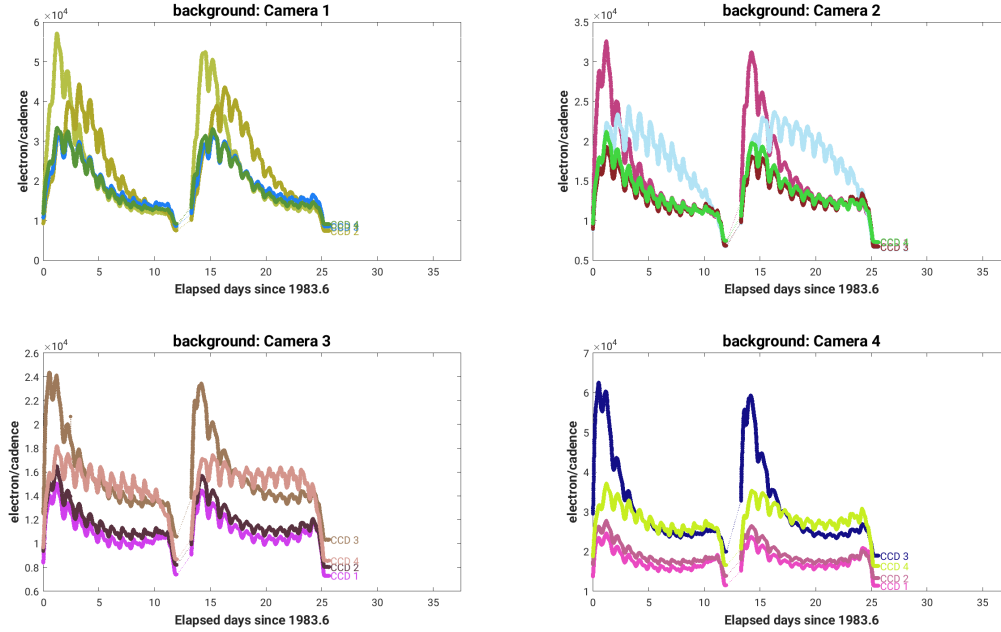 background: Camera 1
×10⁴
6
5
4
3
2
1
0
electron/cadence
CCD 2
0 5 10 15 20 25 30 35
Elapsed days since 1983.6
background: Camera 2
×10⁴
3.5
3
2.5
2
1.5
1
0.5
electron/cadence
CCD 3
0 5 10 15 20 25 30 35
Elapsed days since 1983.6
background: Camera 3
×10⁴
2.6
2.4
2.2
2
1.8
1.6
1.4
1.2
1
0.8
0.6
electron/cadence
CCD 3
CCD 4
CCD 2
CCD 1
0 5 10 15 20 25 30 35
Elapsed days since 1983.6
background: Camera 4
×10⁴
7
6
5
4
3
2
1
electron/cadence
CCD 3
CCD 4
CCD 2
CCD 1
0 5 10 15 20 25 30 35
Elapsed days since 1983.6